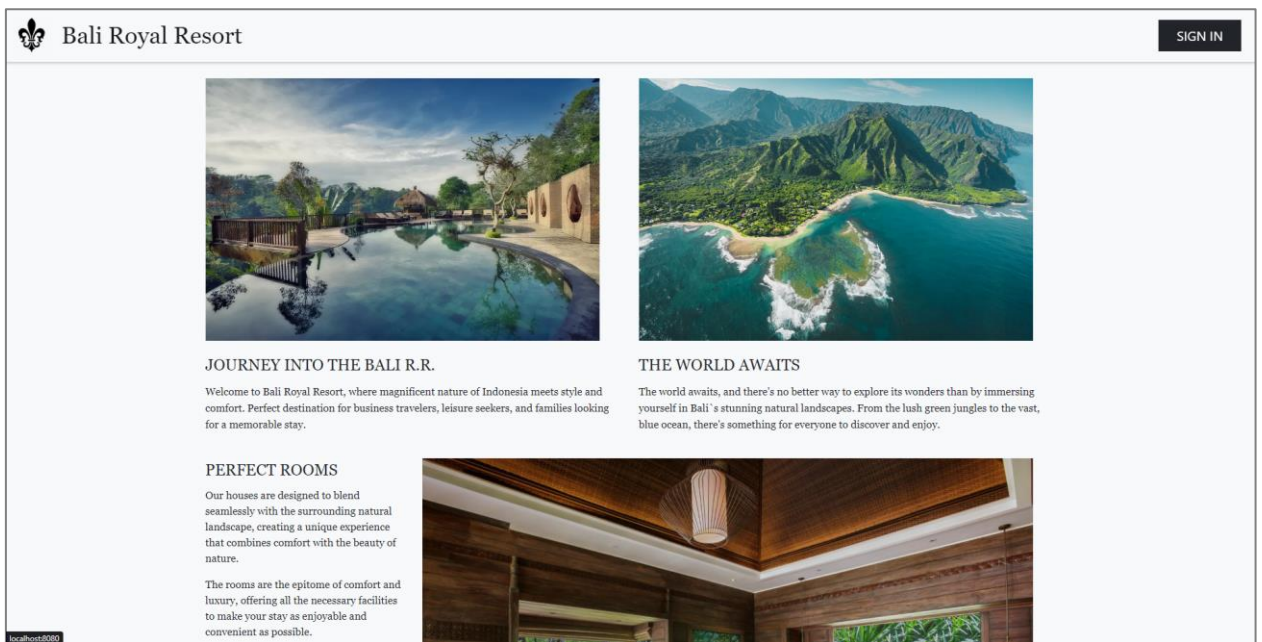 Bali Royal Resort
SIGN IN
JOURNEY INTO THE BALI R.R.
Welcome to Bali Royal Resort, where magnificent nature of Indonesia meets style and
comfort. Perfect destination for business travelers, leisure seekers, and families looking
for a memorable stay.
THE WORLD AWAITS
The world awaits, and there's no better way to explore its wonders than by immersing
yourself in Bali`s stunning natural landscapes. From the lush green jungles to the vast,
blue ocean, there's something for everyone to discover and enjoy.
PERFECT ROOMS
Our houses are designed to blend
seamlessly with the surrounding natural
landscape, creating a unique experience
that combines comfort with the beauty of
nature.
The rooms are the epitome of comfort and
luxury, offering all the necessary facilities
to make your stay as enjoyable and
convenient as possible.
localhost:8080